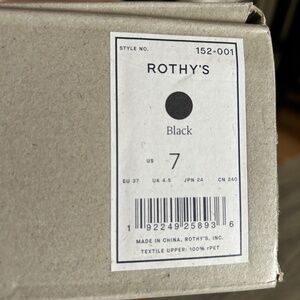 STYLE NO. 152-001
ROTHY'S
Black
US 7
EU 37 UK 4.5 JPN 24 CN 240
1 92249 25893 6
MADE IN CHINA, ROTHY'S, INC.
TEXTILE UPPER: 100% rPET